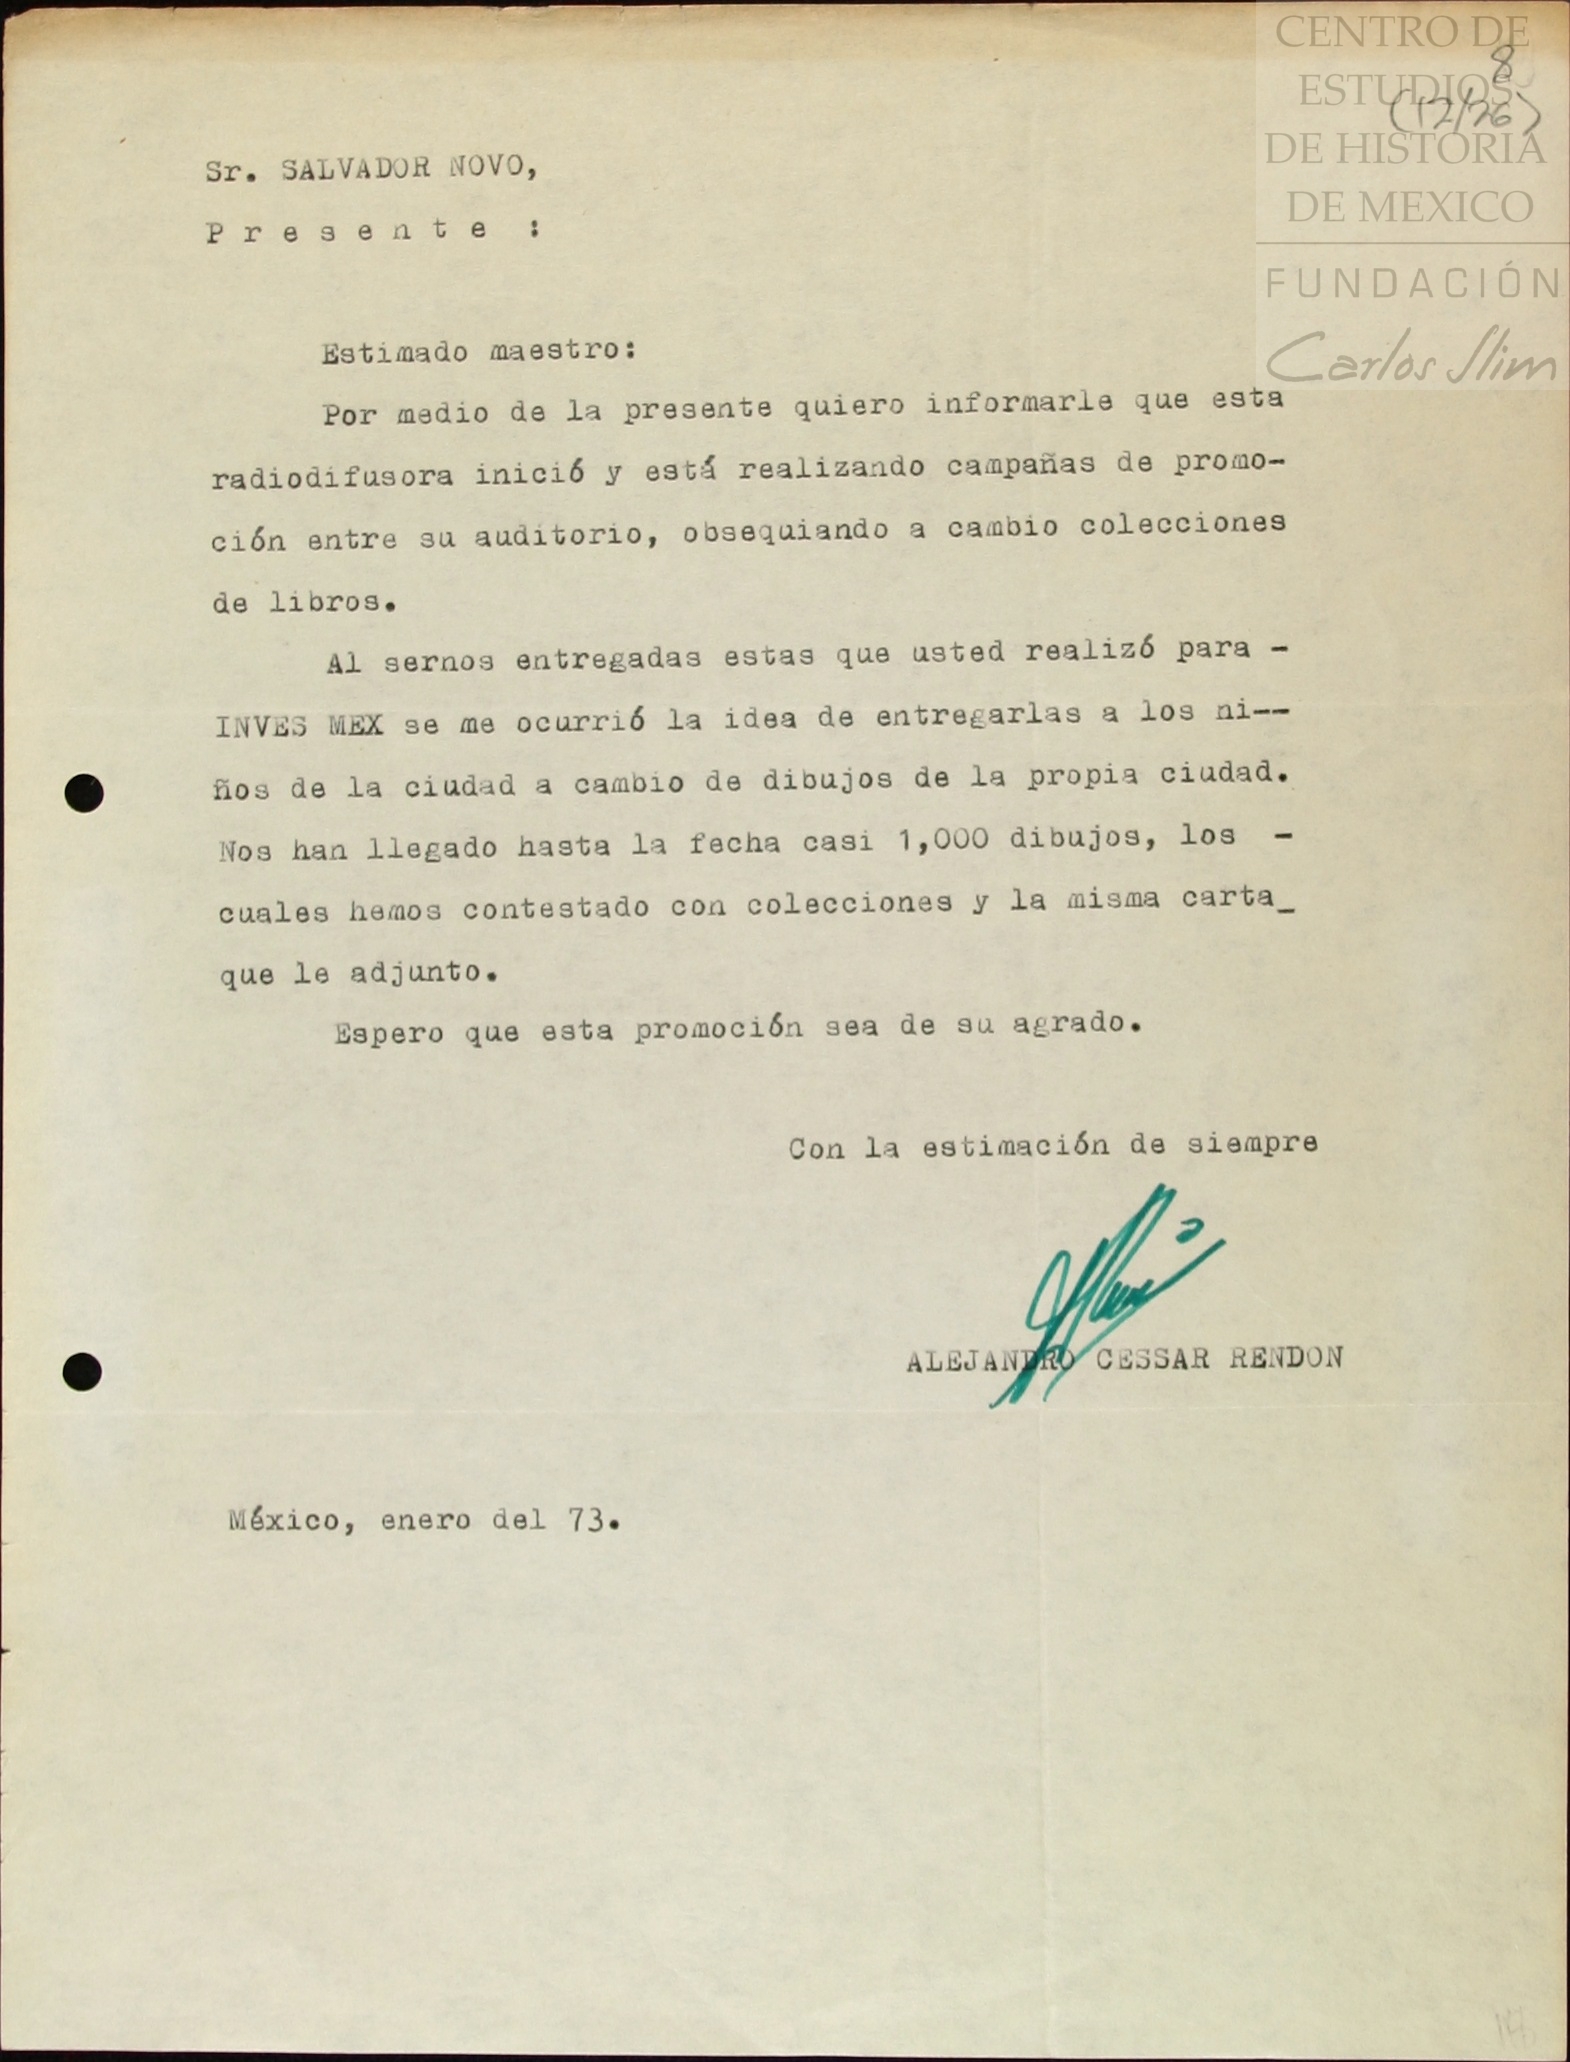 CENTRO DE
ESTUDIOS
DE HISTORIA
DE MEXICO
FUNDACIÓN
Carlos Slim
8
(12/26)
Sr. SALVADOR NOVO,
P r e s e n t e :
Estimado maestro:
Por medio de la presente quiero informarle que esta
radiodifusora inició y está realizando campañas de promo-
ción entre su auditorio, obsequiando a cambio colecciones
de libros.
Al sernos entregadas estas que usted realizó para -
INVES MEX se me ocurrió la idea de entregarlas a los ni--
ños de la ciudad a cambio de dibujos de la propia ciudad.
Nos han llegado hasta la fecha casi 1,000 dibujos, los -
cuales hemos contestado con colecciones y la misma carta_
que le adjunto.
Espero que esta promoción sea de su agrado.
Con la estimación de siempre
ALEJANDRO CESSAR RENDON
México, enero del 73.